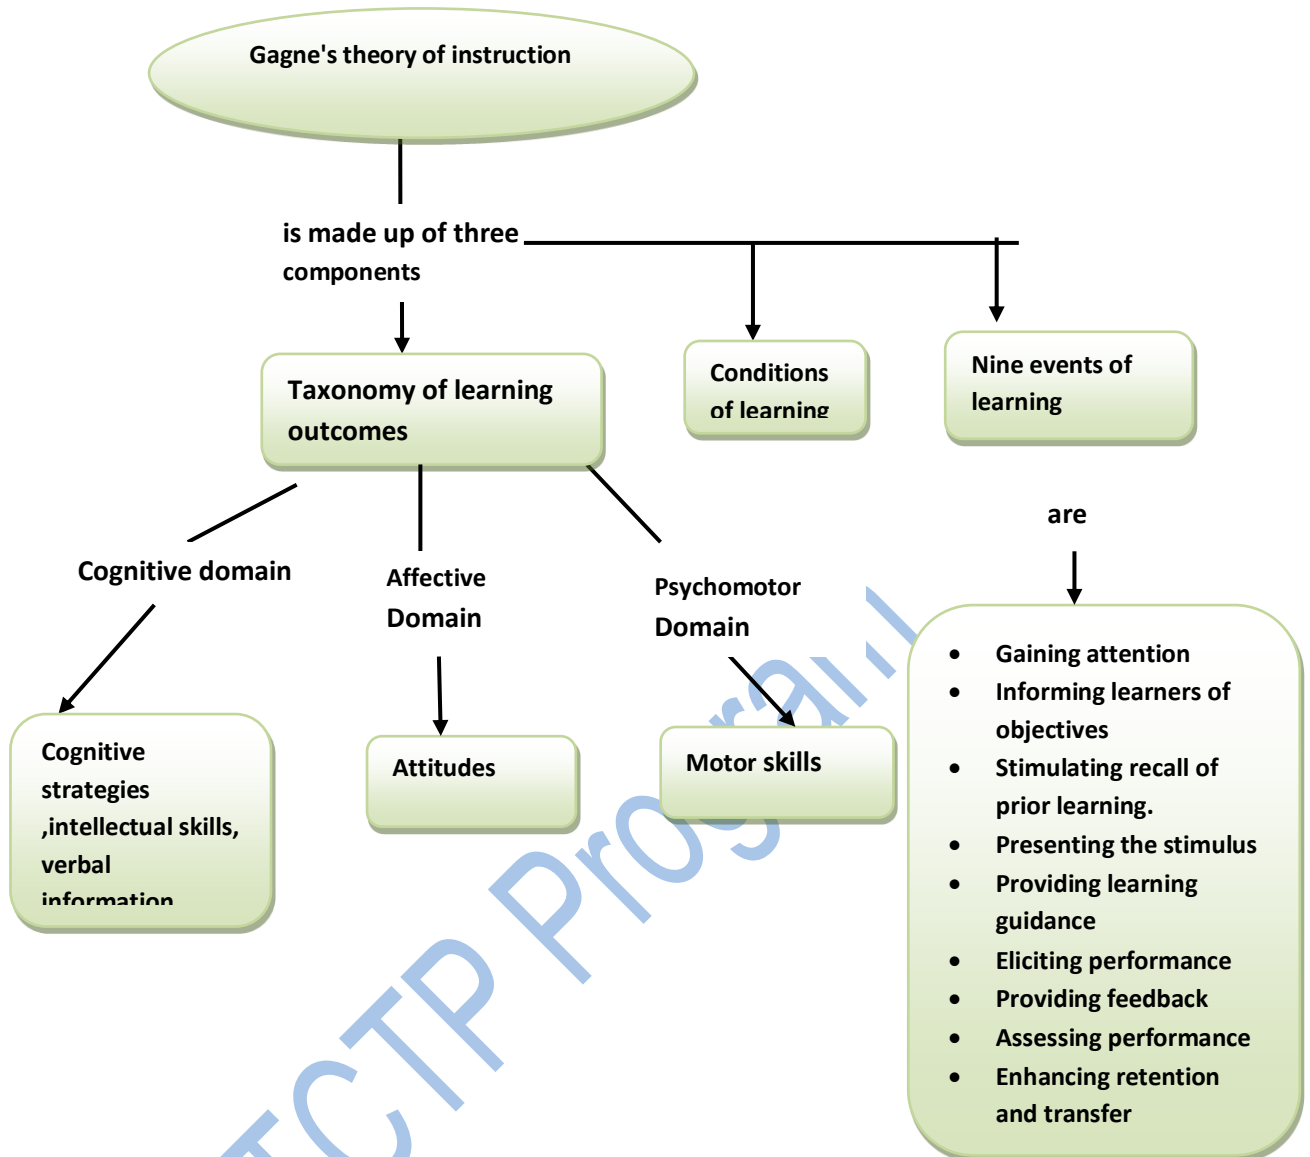 Gagne's theory of instruction
is made up of three
components
Taxonomy of learning
outcomes
Conditions
of learning
Nine events of
learning
are
Cognitive domain
Affective
Domain
Psychomotor
Domain
Cognitive
strategies
,intellectual skills,
verbal
information
Attitudes
Motor skills
• Gaining attention
• Informing learners of
objectives
• Stimulating recall of
prior learning.
• Presenting the stimulus
• Providing learning
guidance
• Eliciting performance
• Providing feedback
• Assessing performance
• Enhancing retention
and transfer
TCTP Program